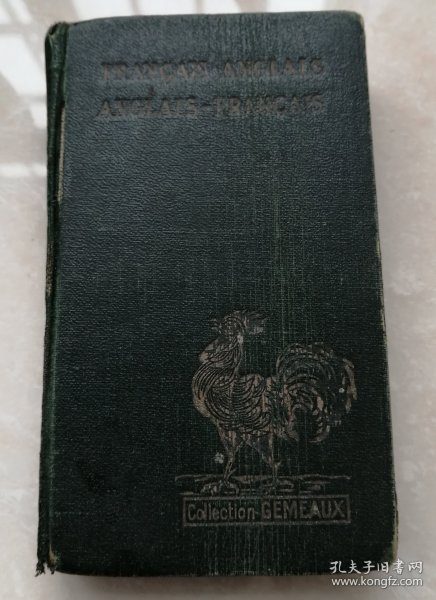 FRANÇAIS-ANGLAIS
ANGLAIS-FRANÇAIS
Collection GEMEAUX
孔夫子旧书网
www.kongfz.com